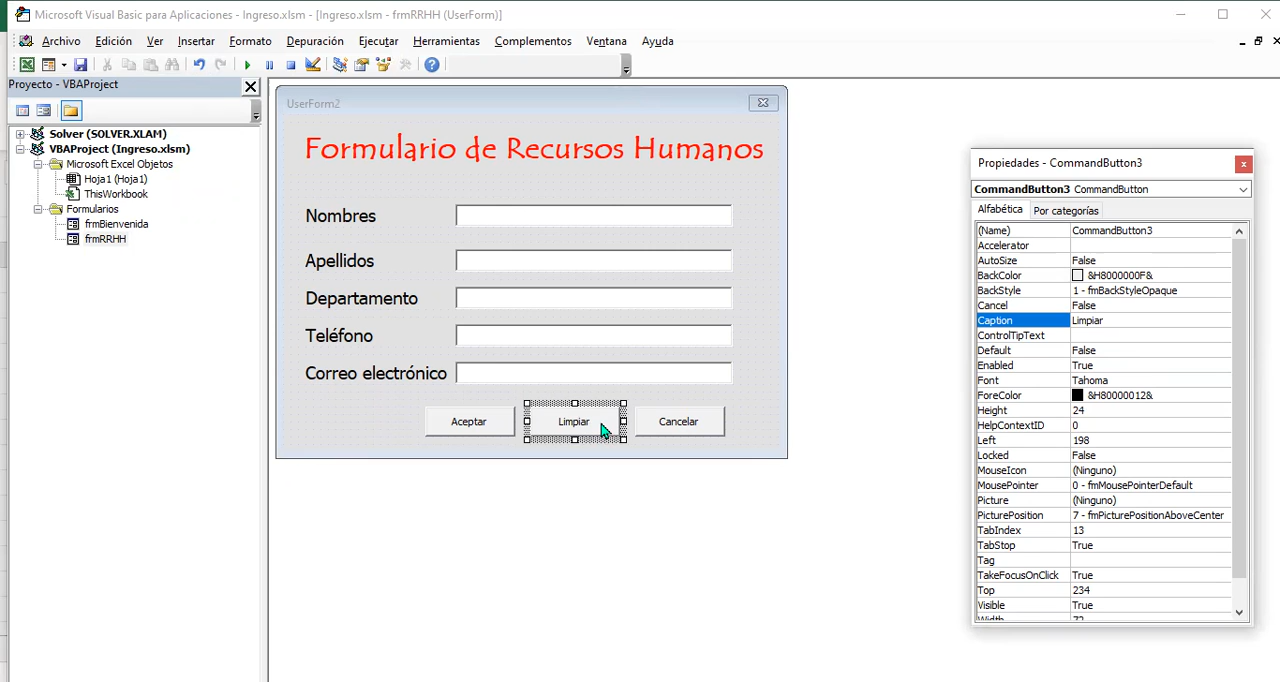 Microsoft Visual Basic para Aplicaciones - Ingreso.xlsm - [Ingreso.xlsm - frmRRHH (UserForm)]
Archivo Edición Ver Insertar Formato Depuración Ejecutar Herramientas Complementos Ventana Ayuda
Proyecto - VBAProject
Solver (SOLVER.XLAM)
VBAProject (Ingreso.xlsm)
Microsoft Excel Objetos
Hoja1 (Hoja1)
ThisWorkbook
Formularios
frmBienvenida
frmRRHH
UserForm2
Formulario de Recursos Humanos
Nombres
Apellidos
Departamento
Teléfono
Correo electrónico
Aceptar Limpiar Cancelar
Propiedades - CommandButton3
CommandButton3 CommandButton
Alfabética Por categorías
(Name) CommandButton3
Accelerator
AutoSize False
BackColor &H8000000F&
BackStyle 1 - fmBackStyleOpaque
Cancel False
Caption Limpiar
ControlTipText
Default False
Enabled True
Font Tahoma
ForeColor &H80000012&
Height 24
HelpContextID 0
Left 198
Locked False
MouseIcon (Ninguno)
MousePointer 0 - fmMousePointerDefault
Picture (Ninguno)
PicturePosition 7 - fmPicturePositionAboveCenter
TabIndex 13
TabStop True
Tag
TakeFocusOnClick True
Top 234
Visible True
Width 72